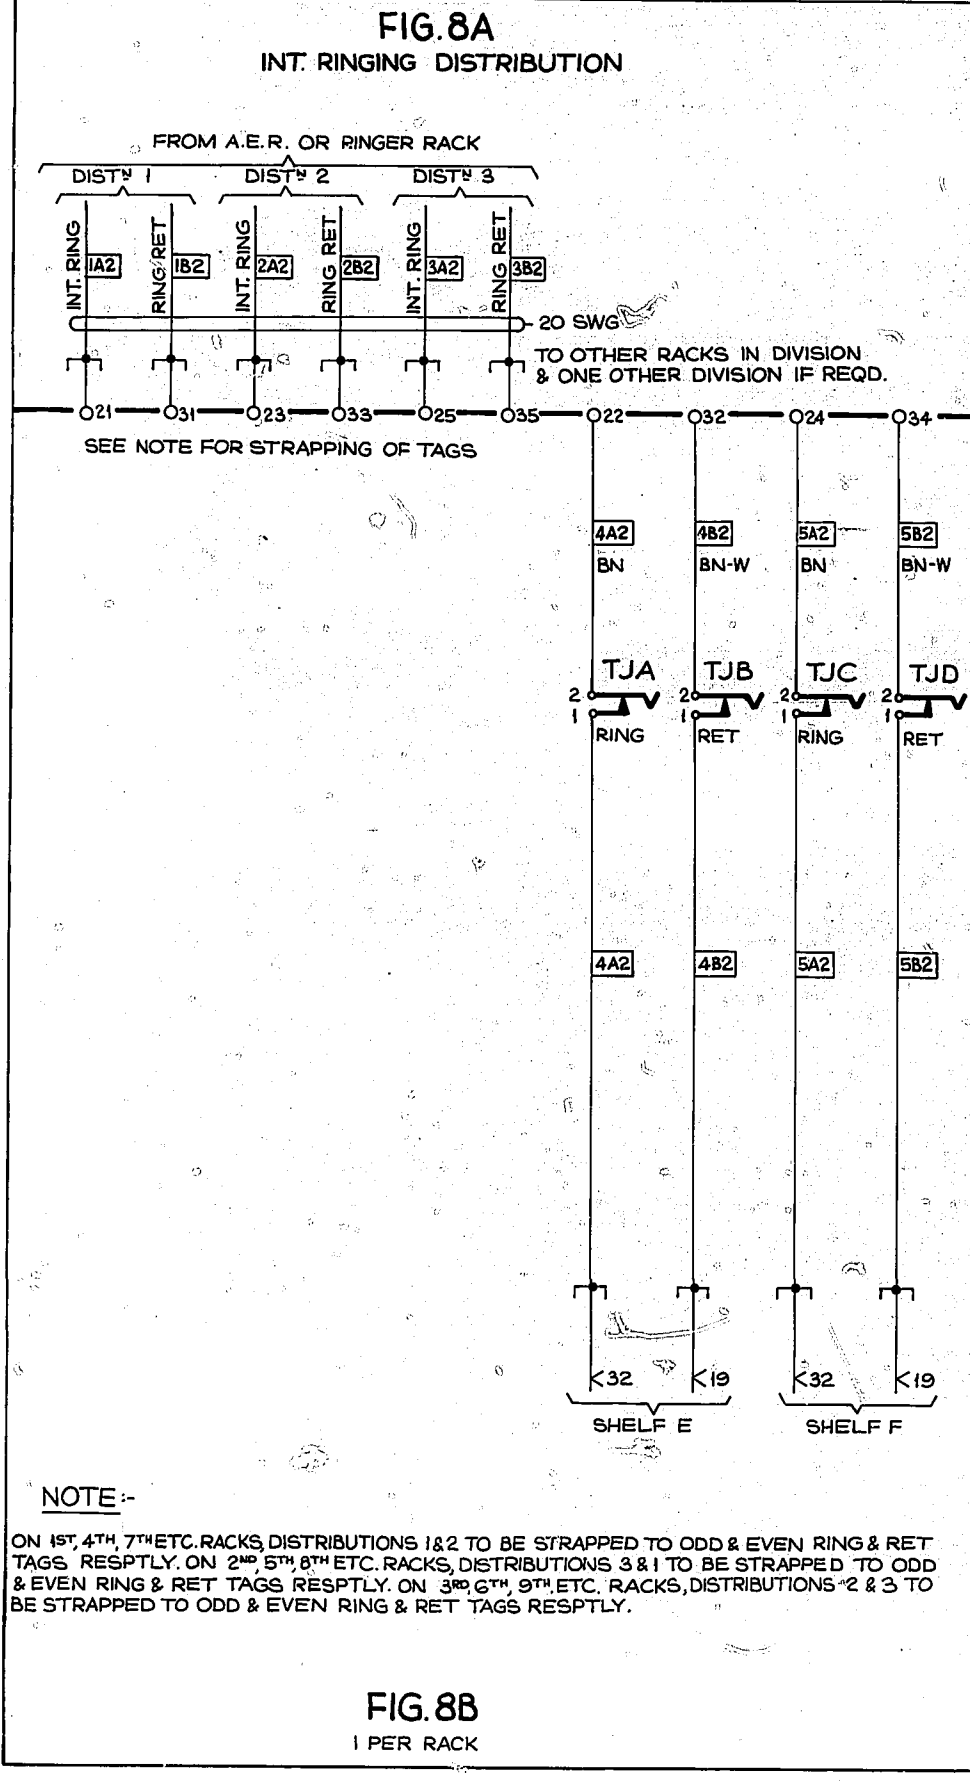 FIG. 8A
INT. RINGING DISTRIBUTION
FROM A.E.R. OR RINGER RACK
DISTN 1 DISTN 2 DISTN 3
INT. RING 1A2 RING RET 1B2 INT. RING 2A2 RING RET 2B2 INT. RING 3A2 RING RET 3B2
20 SWG
TO OTHER RACKS IN DIVISION
& ONE OTHER DIVISION IF REQD.
21 31 23 33 25 35 22 32 24 34
SEE NOTE FOR STRAPPING OF TAGS
4A2 4B2 5A2 5B2
BN BN-W BN BN-W
TJA TJB TJC TJD
2 2 2 2
1 1 1 1
RING RET RING RET
4A2 4B2 5A2 5B2
32 19 32 19
SHELF E SHELF F
NOTE:-
ON 1ST, 4TH, 7TH ETC. RACKS, DISTRIBUTIONS 1&2 TO BE STRAPPED TO ODD & EVEN RING & RET
TAGS RESPTLY. ON 2ND, 5TH, 8TH ETC. RACKS, DISTRIBUTIONS 3&1 TO BE STRAPPED TO ODD
& EVEN RING & RET TAGS RESPTLY. ON 3RD, 6TH, 9TH, ETC. RACKS, DISTRIBUTIONS 2 & 3 TO
BE STRAPPED TO ODD & EVEN RING & RET TAGS RESPTLY.
FIG. 8B
1 PER RACK